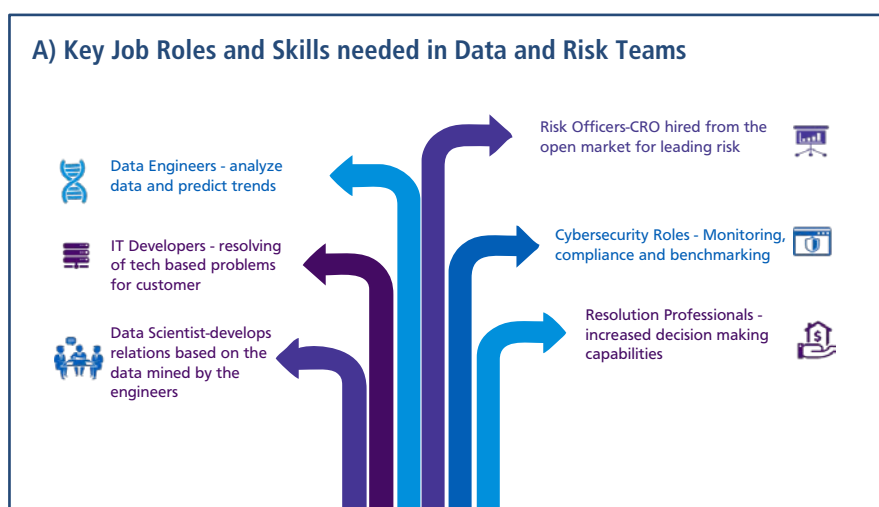 A) Key Job Roles and Skills needed in Data and Risk Teams
Data Engineers - analyze
data and predict trends
IT Developers - resolving
of tech based problems
for customer
Data Scientist-develops
relations based on the
data mined by the
engineers
Risk Officers-CRO hired from the
open market for leading risk
Cybersecurity Roles - Monitoring,
compliance and benchmarking
Resolution Professionals -
increased decision making
capabilities
$